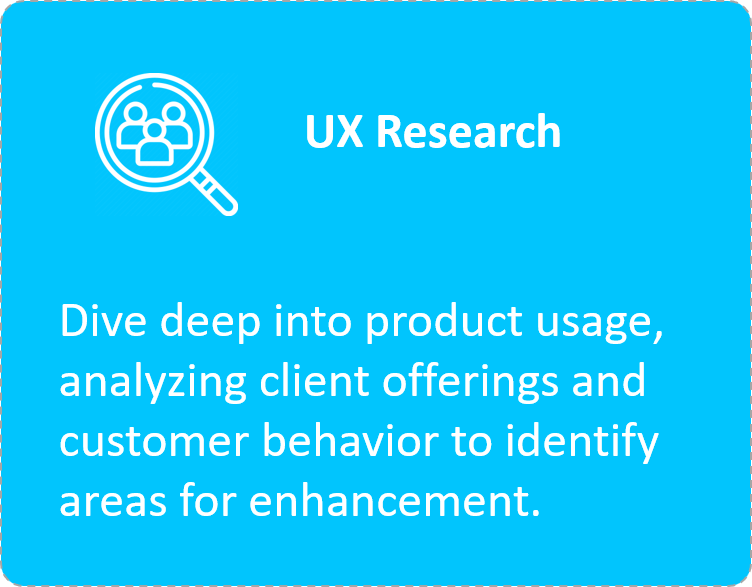 UX Research
Dive deep into product usage,
analyzing client offerings and
customer behavior to identify
areas for enhancement.